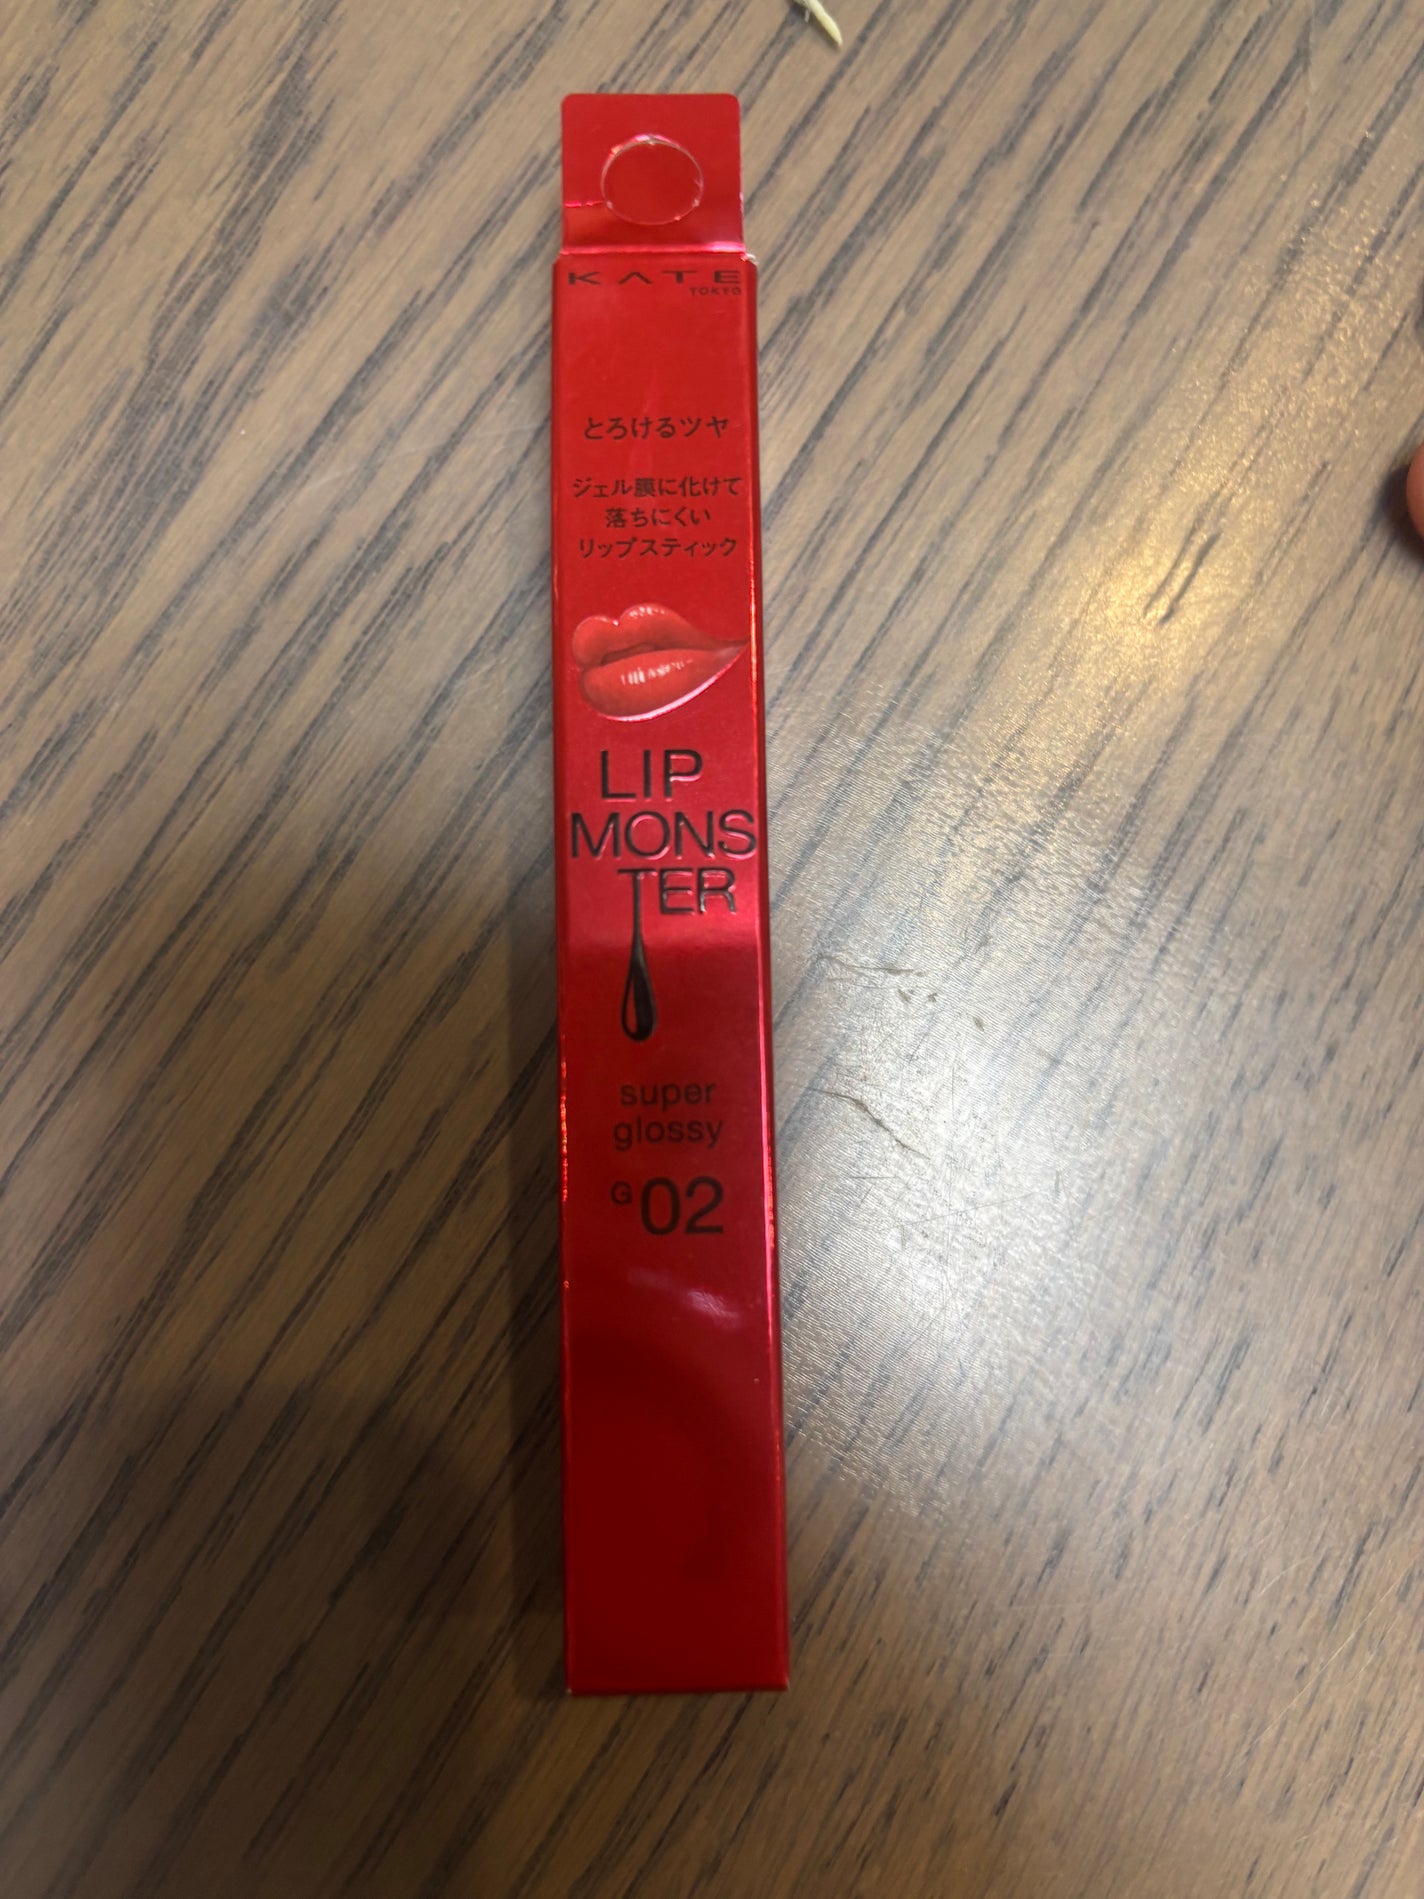 KATE
TOKYO
とろけるツヤ
ジェル膜に化けて
落ちにくい
リップスティック
LIP
MONS
TER
super
glossy
G 02